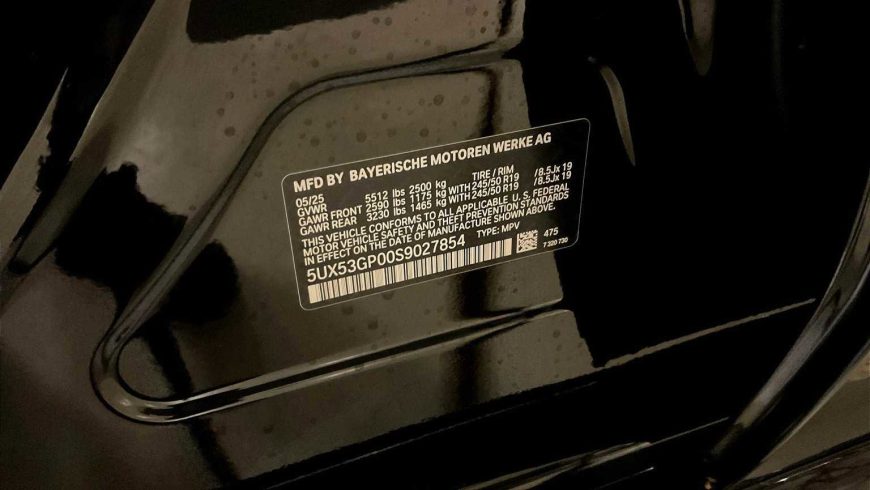 MFD BY BAYERISCHE MOTOREN WERKE AG
05/25 TIRE / RIM
GVWR 5512 lbs 2500 kg
GAWR FRONT 2590 lbs 1175 kg WITH 245/50 R19 /8.5Jx 19
GAWR REAR 3230 lbs 1465 kg WITH 245/50 R19 /8.5Jx 19
THIS VEHICLE CONFORMS TO ALL APPLICABLE U.S. FEDERAL
MOTOR VEHICLE SAFETY AND THEFT PREVENTION STANDARDS
IN EFFECT ON THE DATE OF MANUFACTURE SHOWN ABOVE.
5UX53GP00S9027854 TYPE: MPV 475
7 320 730